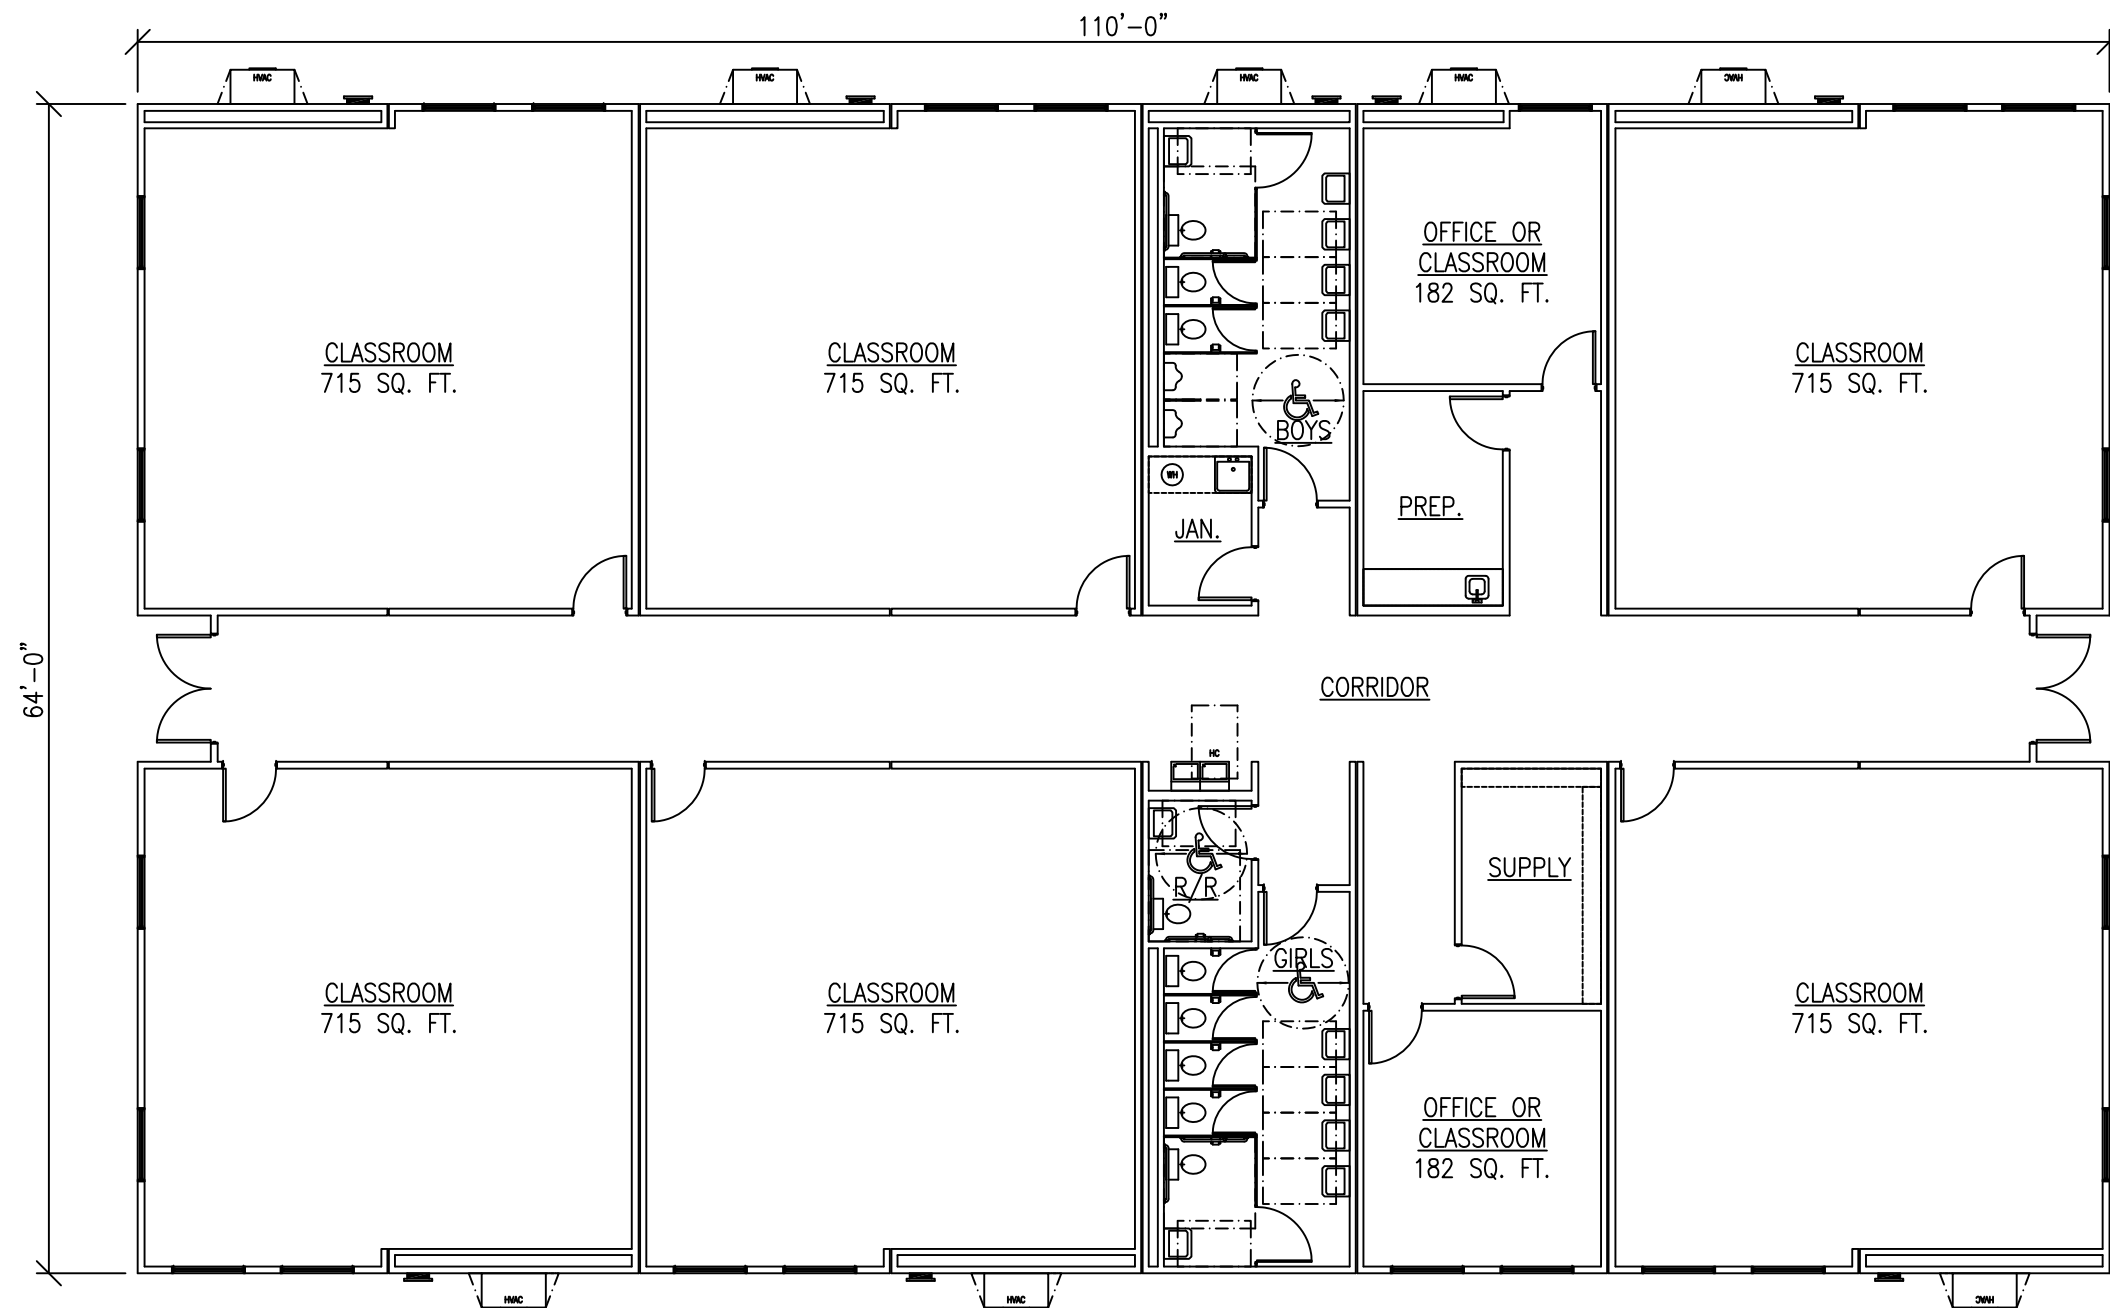 110'-0"
HVAC
HVAC
HVAC
HVAC
HVAC
OFFICE OR
CLASSROOM
182 SQ. FT.
CLASSROOM
715 SQ. FT.
CLASSROOM
715 SQ. FT.
CLASSROOM
715 SQ. FT.
BOYS
WH
PREP.
JAN.
64'-0"
CORRIDOR
HC
SUPPLY
R/R
GIRLS
CLASSROOM
715 SQ. FT.
CLASSROOM
715 SQ. FT.
CLASSROOM
715 SQ. FT.
OFFICE OR
CLASSROOM
182 SQ. FT.
HVAC
HVAC
HVAC